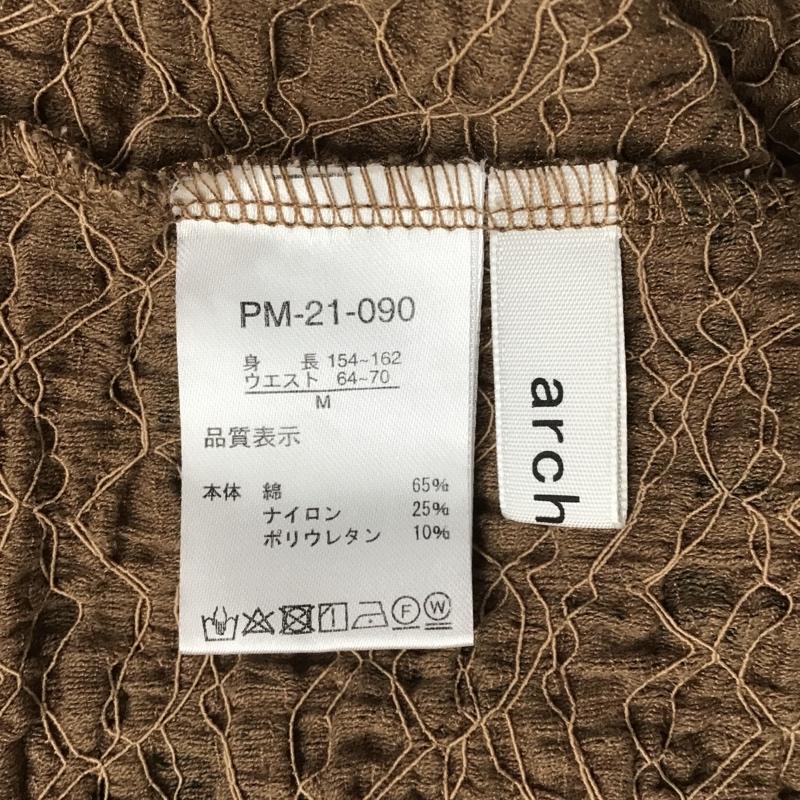 PM-21-090
身 長 154~162
ウエスト 64~70
M
品質表示
本体 綿 65%
ナイロン 25%
ポリウレタン 10%
F W
arch